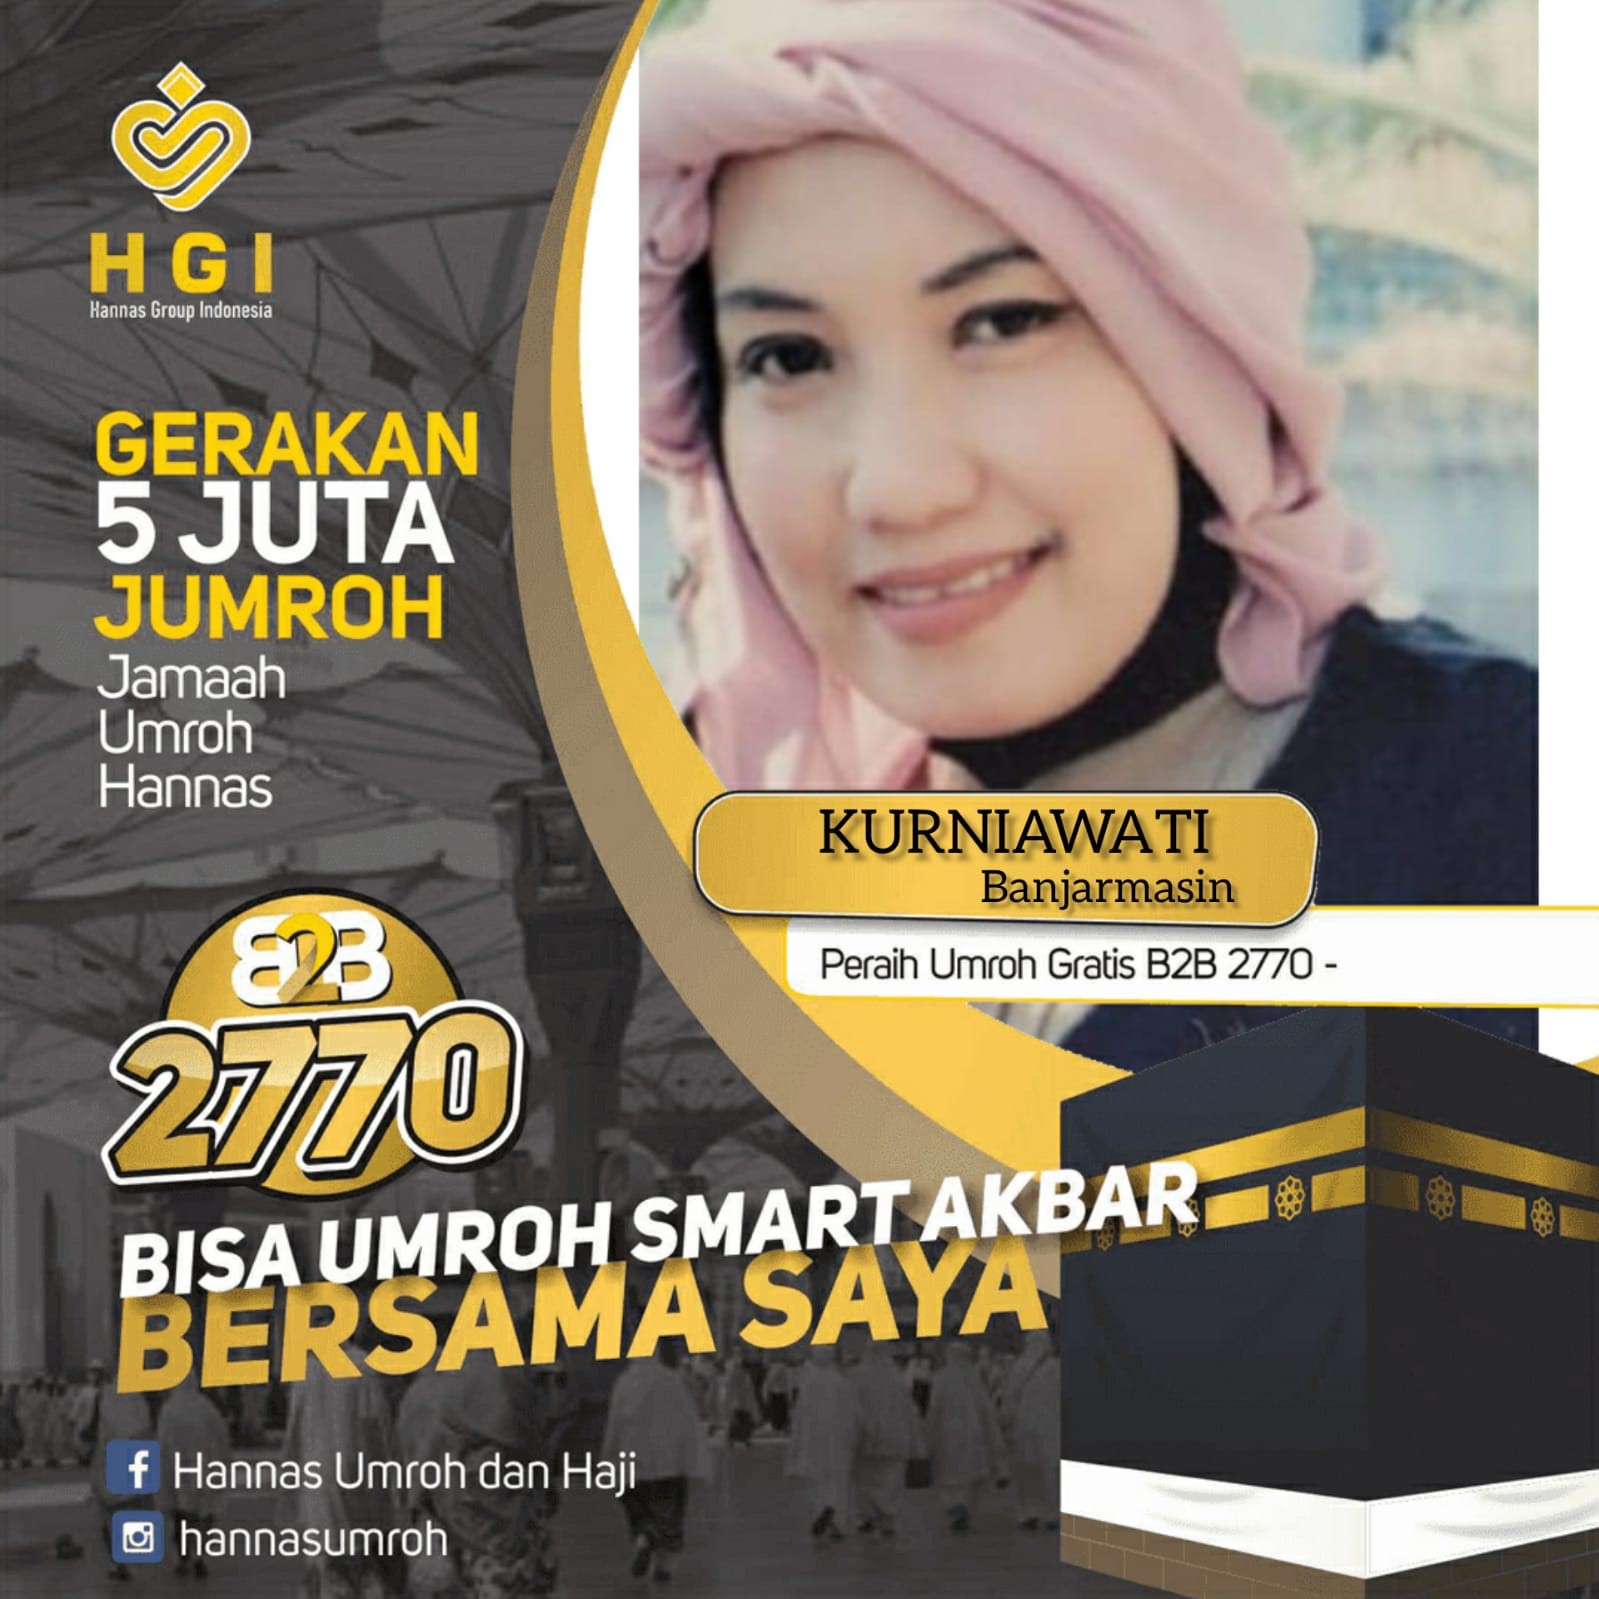 HGI
Hannas Group Indonesia
GERAKAN
5 JUTA
JUMROH
Jamaah
Umroh
Hannas
KURNIAWATI
Banjarmasin
Peraih Umroh Gratis B2B 2770 -
B2B
2770
BISA UMROH SMART AKBAR
BERSAMA SAYA
Hannas Umroh dan Haji
hannasumroh